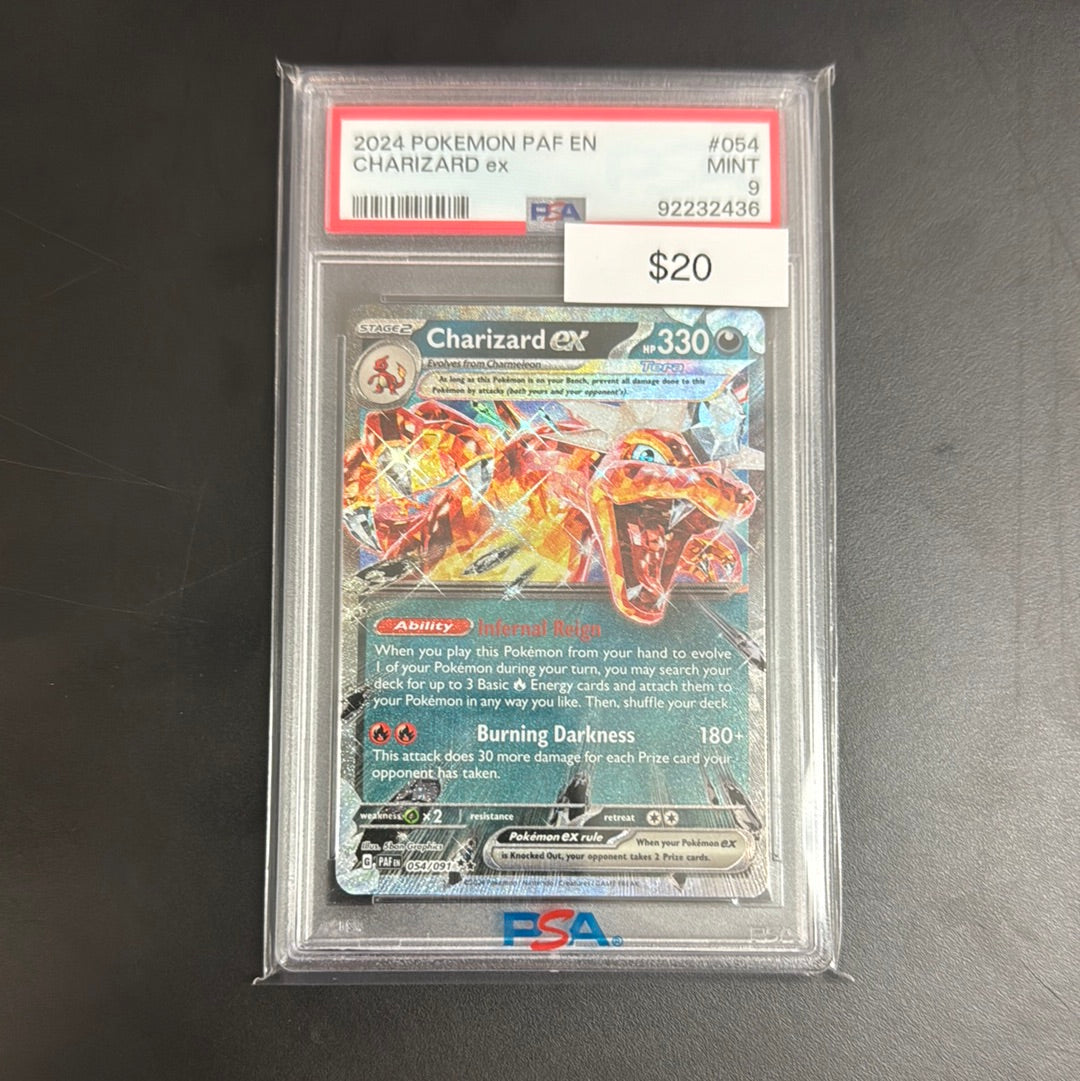 2024 POKEMON PAF EN #054
CHARIZARD ex MINT
9
PSA 92232436
$20
STAGE2 Charizard ex HP 330
Evolves from Charmeleon Tera
As long as this Pokémon is on your Bench, prevent all damage done to this
Pokémon by attacks (both yours and your opponent's).
Ability Infernal Reign
When you play this Pokémon from your hand to evolve
1 of your Pokémon during your turn, you may search your
deck for up to 3 Basic Energy cards and attach them to
your Pokémon in any way you like. Then, shuffle your deck.
Burning Darkness 180+
This attack does 30 more damage for each Prize card your
opponent has taken.
weakness x2 resistance retreat
Pokémon ex rule When your Pokémon ex
is Knocked Out, your opponent takes 2 Prize cards.
Illus. 5ban Graphics
G PAF EN 054/091
©2024 Pokémon / Nintendo / Creatures / GAME FREAK
PSA®